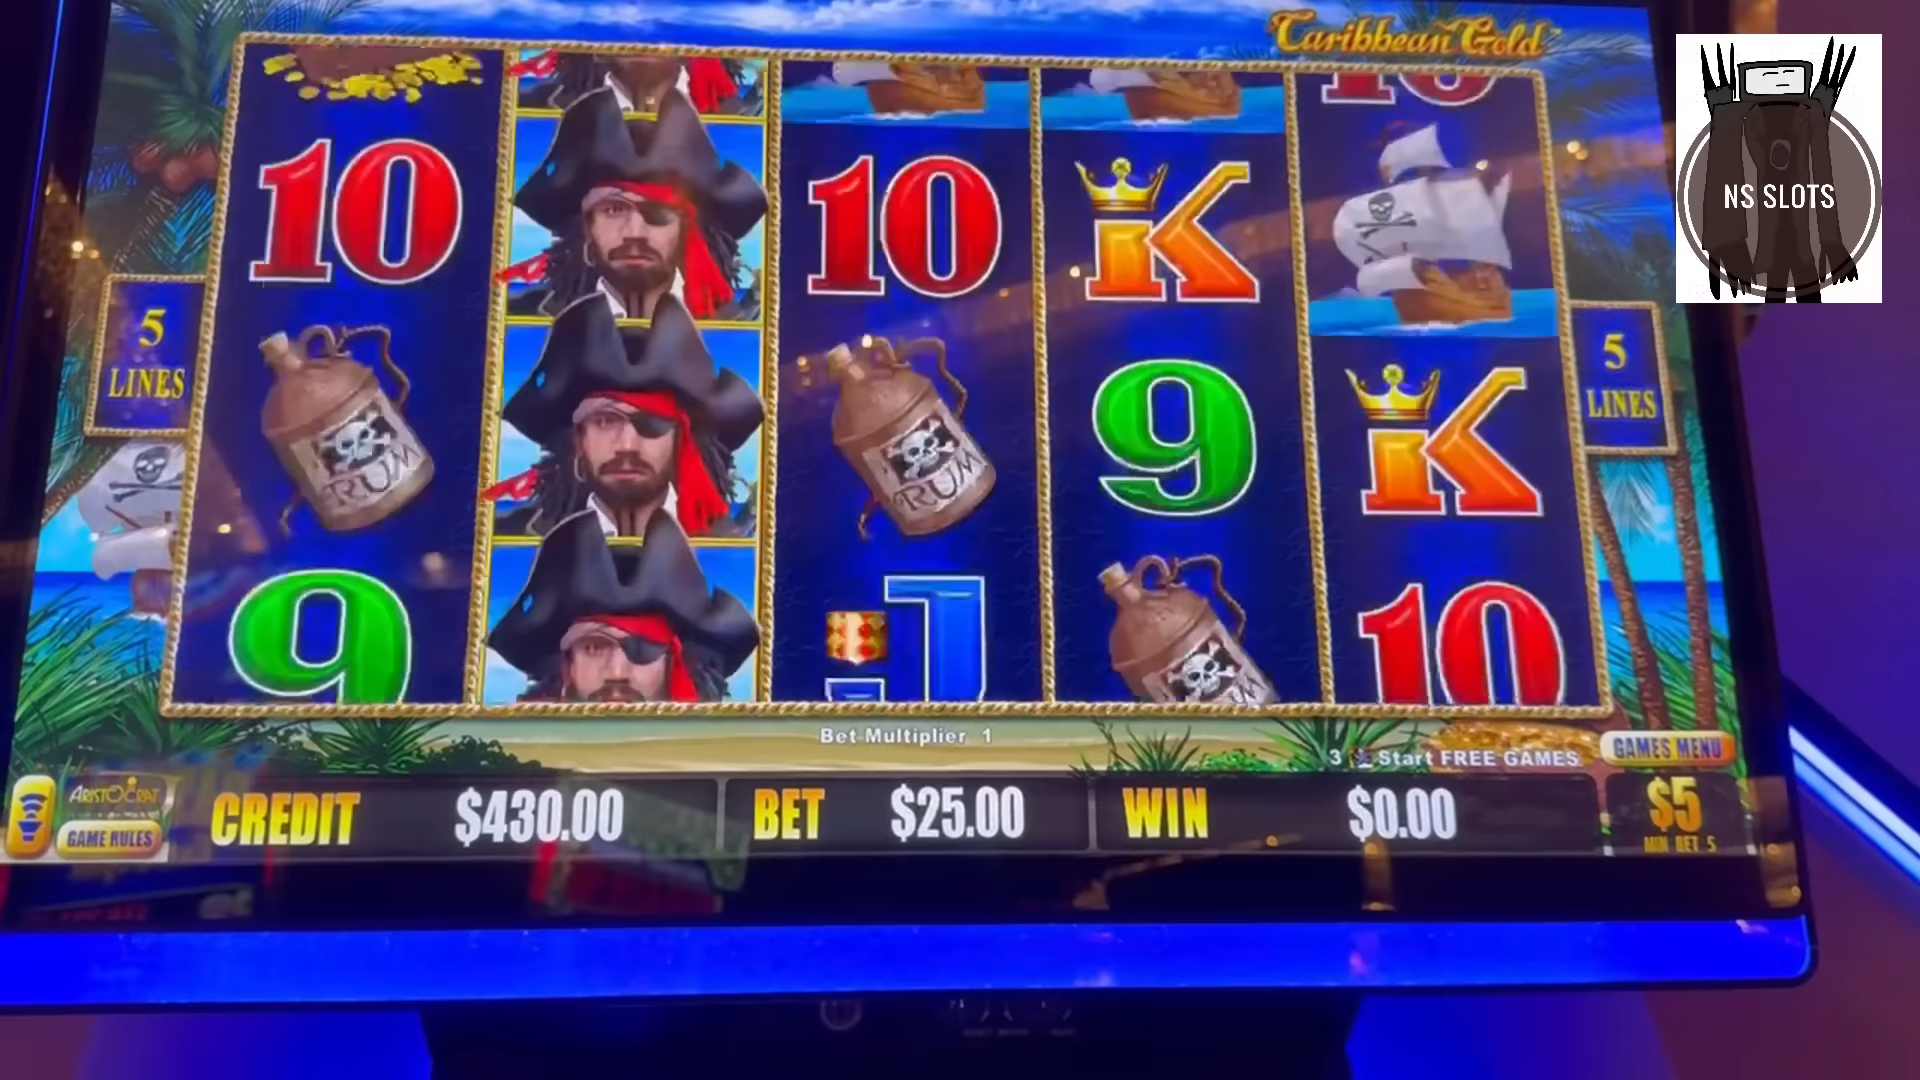 Caribbean Gold
NS SLOTS
10
10
10
K
RUM
RUM
9
K
9
J
RUM
10
5
LINES
5
LINES
Bet Multiplier 1
3 Start FREE GAMES
GAMES MENU
ARISTOCRAT
GAME RULES
CREDIT $430.00
BET $25.00
WIN $0.00
$5
MIN BET 5